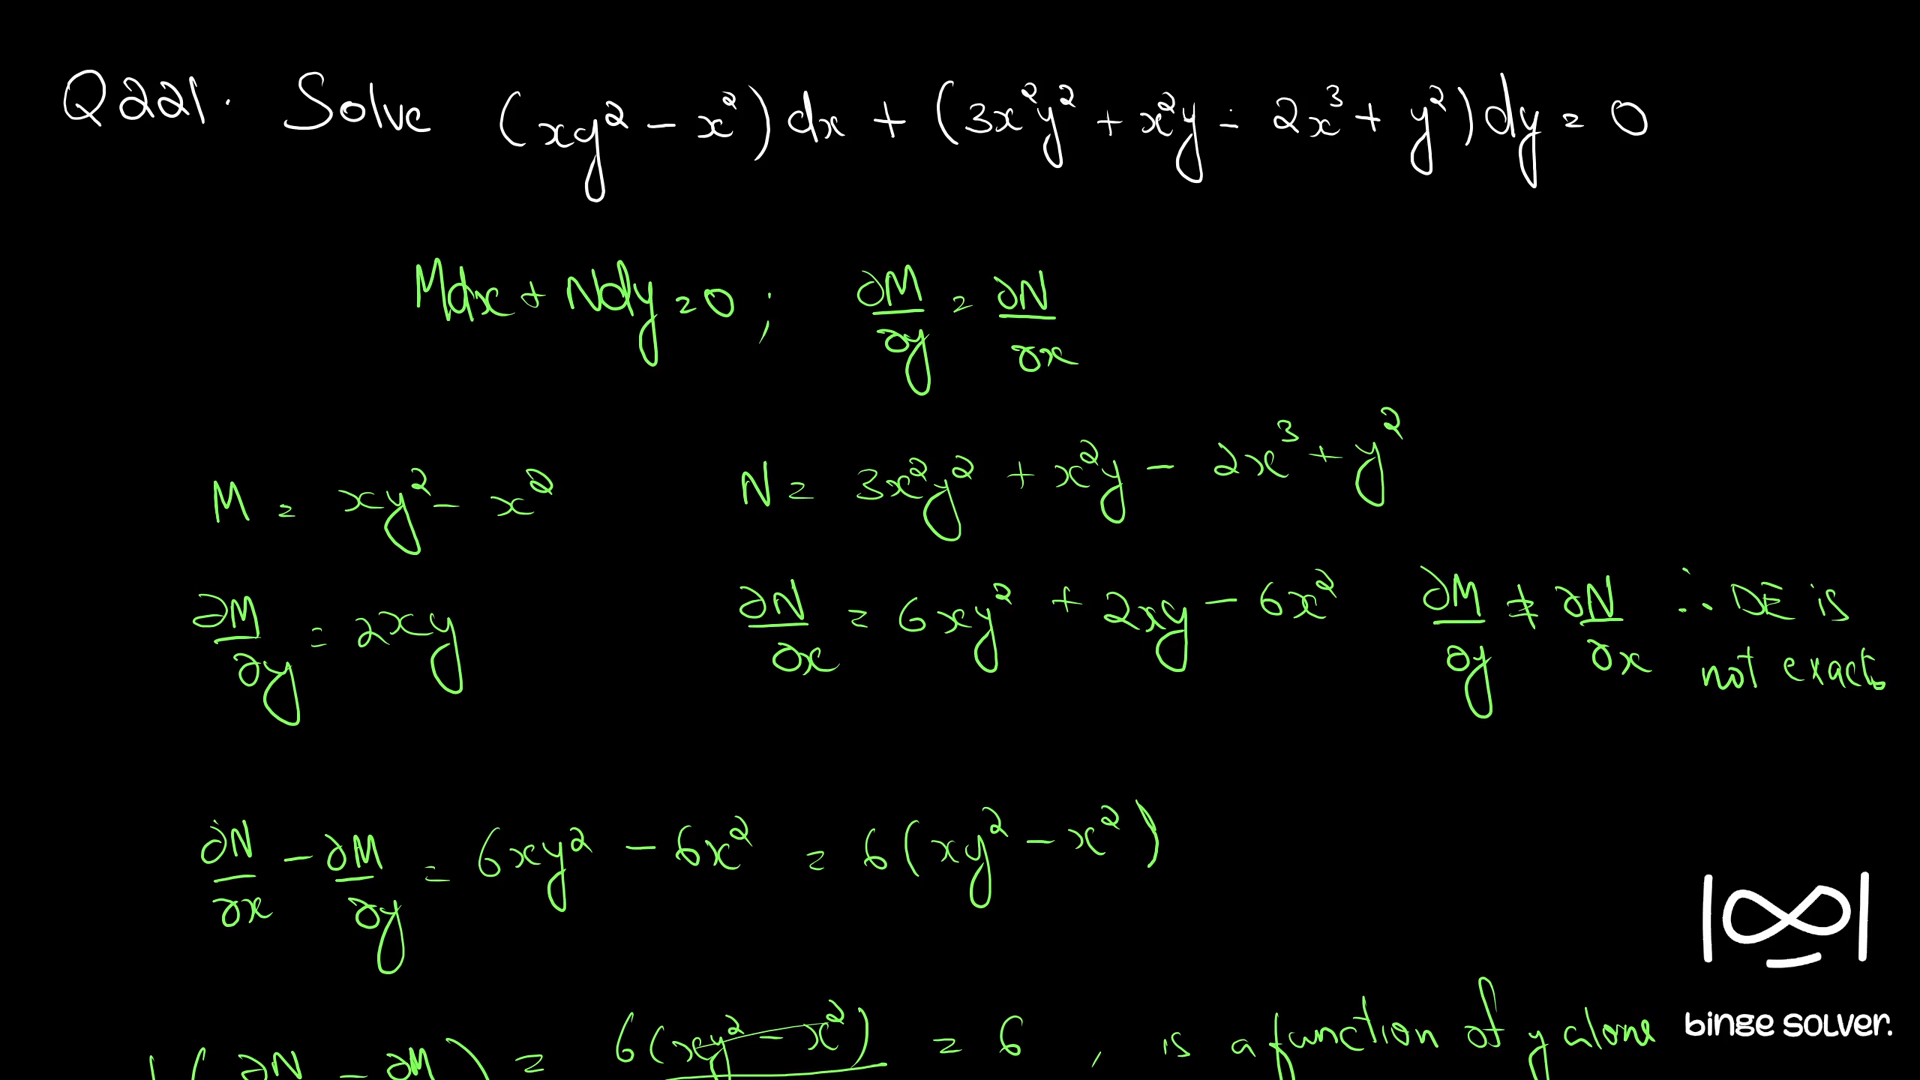 Q221. Solve (xy² - x²)dx + (3x²y² + x²y - 2x³ + y²)dy = 0
Mdx + Ndy = 0 ; ∂M/∂y = ∂N/∂x
M = xy² - x² N = 3x²y² + x²y - 2x³ + y²
∂M/∂y = 2xy ∂N/∂x = 6xy² + 2xy - 6x² ∂M/∂y ≠ ∂N/∂x ∴ DE is
not exact.
∂N/∂x - ∂M/∂y = 6xy² - 6x² = 6(xy² - x²)
(∂N - ∂M) = 6(xy² - x²) = 6 , is a function of y alone
binge solver.